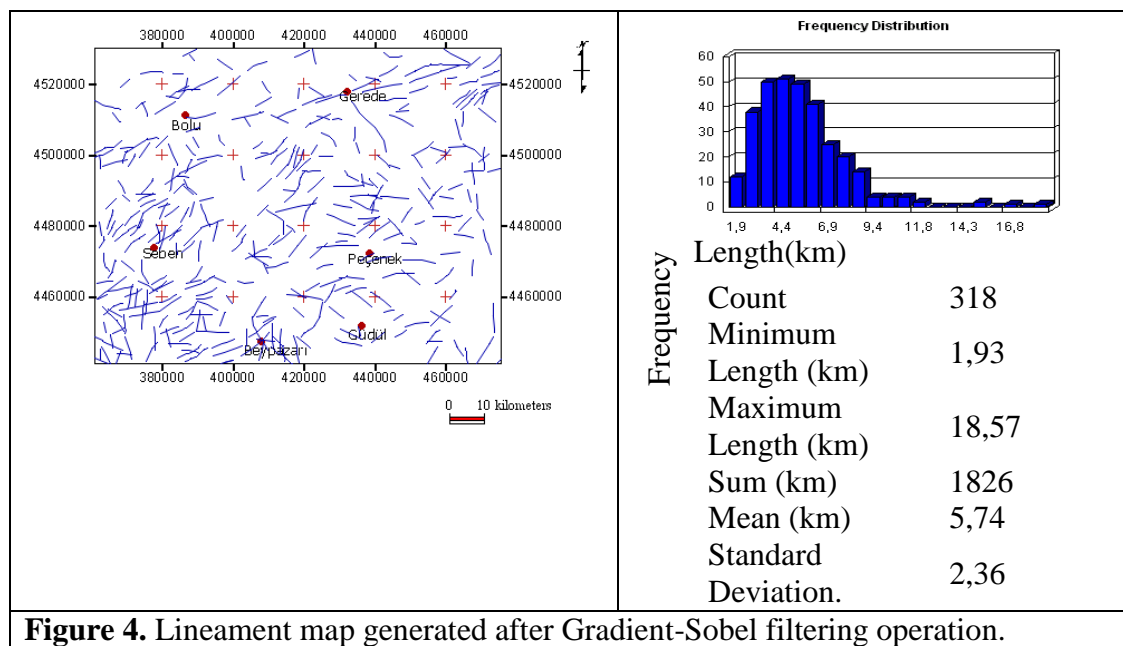 380000 400000 420000 440000 460000
4520000 4520000
Gerede
Bolu
4500000 4500000
4480000 4480000
Seben
Peçenek
4460000 4460000
Güdül
Beypazarı
380000 400000 420000 440000 460000
0 10 kilometers
Frequency Distribution
60
50
40
30
20
10
0
1,9 4,4 6,9 9,4 11,8 14,3 16,8
Frequency
Length(km)
Count 318
Minimum
Length (km) 1,93
Maximum
Length (km) 18,57
Sum (km) 1826
Mean (km) 5,74
Standard
Deviation. 2,36
Figure 4. Lineament map generated after Gradient-Sobel filtering operation.